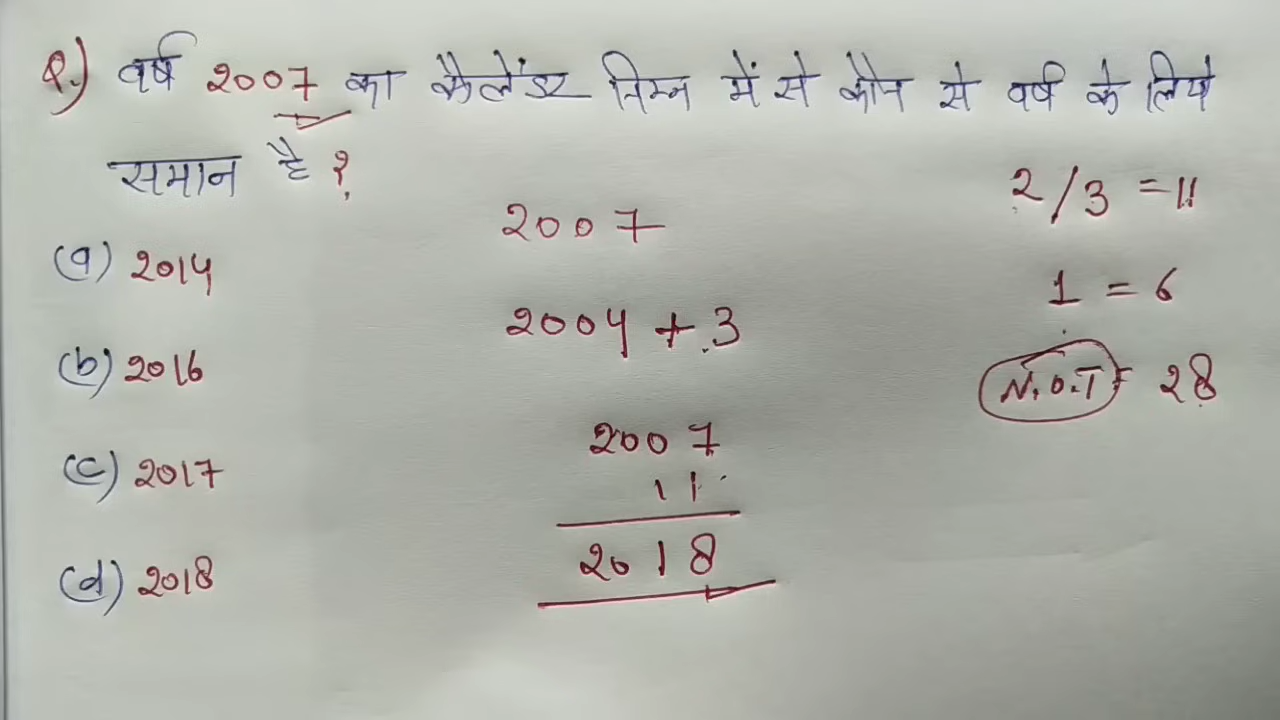 Q.) वर्ष 2007 का कैलेंडर निम्न में से कौन से वर्ष के लिये
समान है ?
(a) 2014
(b) 2016
(c) 2017
(d) 2018
2007
2004 + 3
2007
11
2018
2/3 = 11
1 = 6
N.O.T = 28